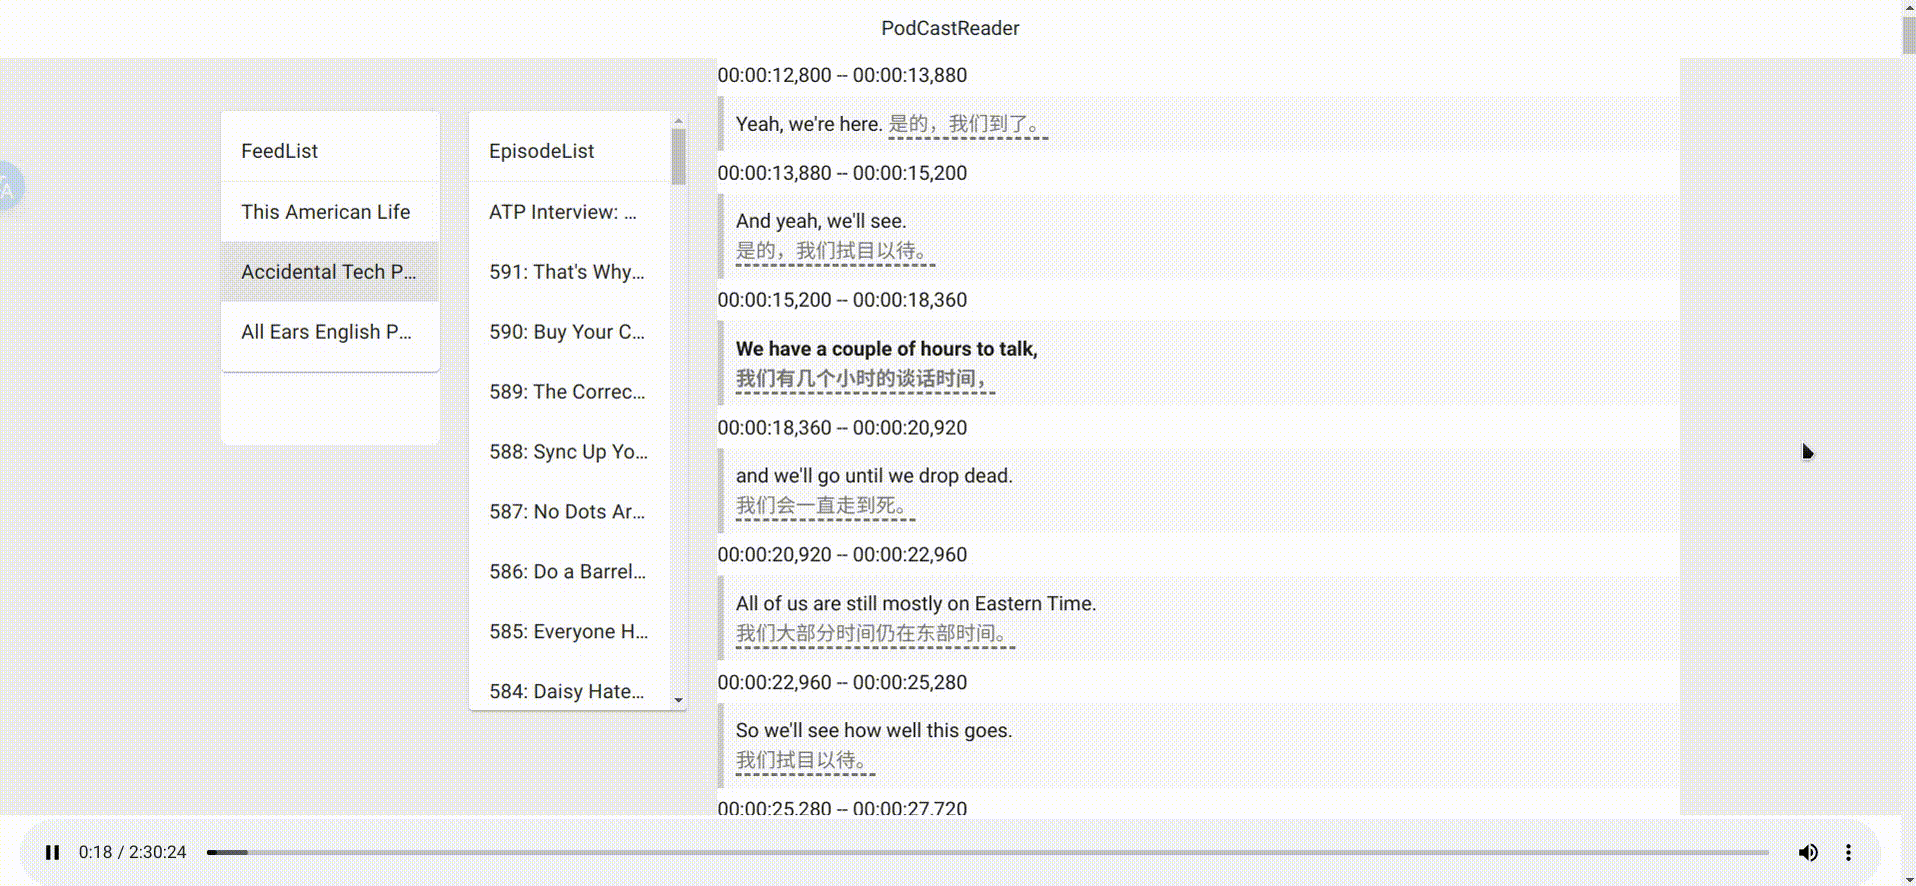 PodCastReader
FeedList
This American Life
Accidental Tech P...
All Ears English P...
EpisodeList
ATP Interview: ...
591: That's Why...
590: Buy Your C...
589: The Correc...
588: Sync Up Yo...
587: No Dots Ar...
586: Do a Barrel...
585: Everyone H...
584: Daisy Hate...
00:00:12,800 -- 00:00:13,880
Yeah, we're here. 是的，我们到了。
00:00:13,880 -- 00:00:15,200
And yeah, we'll see.
是的，我们拭目以待。
00:00:15,200 -- 00:00:18,360
We have a couple of hours to talk,
我们有几个小时的谈话时间，
00:00:18,360 -- 00:00:20,920
and we'll go until we drop dead.
我们会一直走到死。
00:00:20,920 -- 00:00:22,960
All of us are still mostly on Eastern Time.
我们大部分时间仍在东部时间。
00:00:22,960 -- 00:00:25,280
So we'll see how well this goes.
我们拭目以待。
00:00:25,280 -- 00:00:27,720
0:18 / 2:30:24